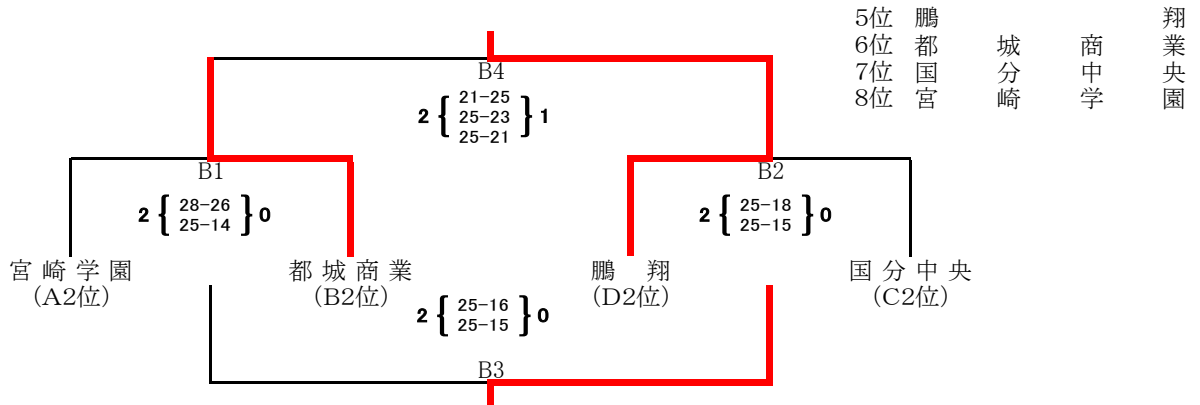 5位 鵬 翔
6位 都 城 商 業
7位 国 分 中 央
8位 宮 崎 学 園
B4
2 { 21-25 } 1
25-23
25-21
B1
B2
2 { 28-26 } 0
25-14
2 { 25-18 } 0
25-15
宮 崎 学 園
(A2位)
都 城 商 業
(B2位)
鵬 翔
(D2位)
国 分 中 央
(C2位)
2 { 25-16 } 0
25-15
B3